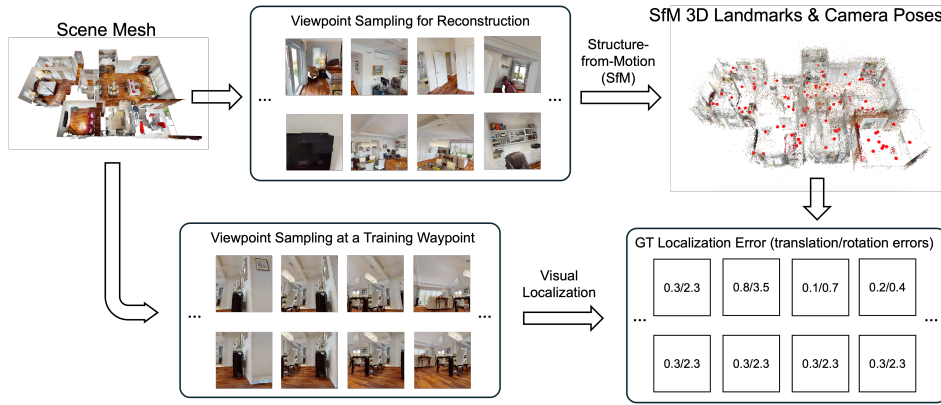 Scene Mesh
Viewpoint Sampling for Reconstruction
...
...
Structure-
from-Motion
(SfM)
SfM 3D Landmarks & Camera Poses
Viewpoint Sampling at a Training Waypoint
...
...
Visual
Localization
GT Localization Error (translation/rotation errors)
0.3/2.3 0.8/3.5 0.1/0.7 0.2/0.4
...
...
0.3/2.3 0.3/2.3 0.3/2.3 0.3/2.3